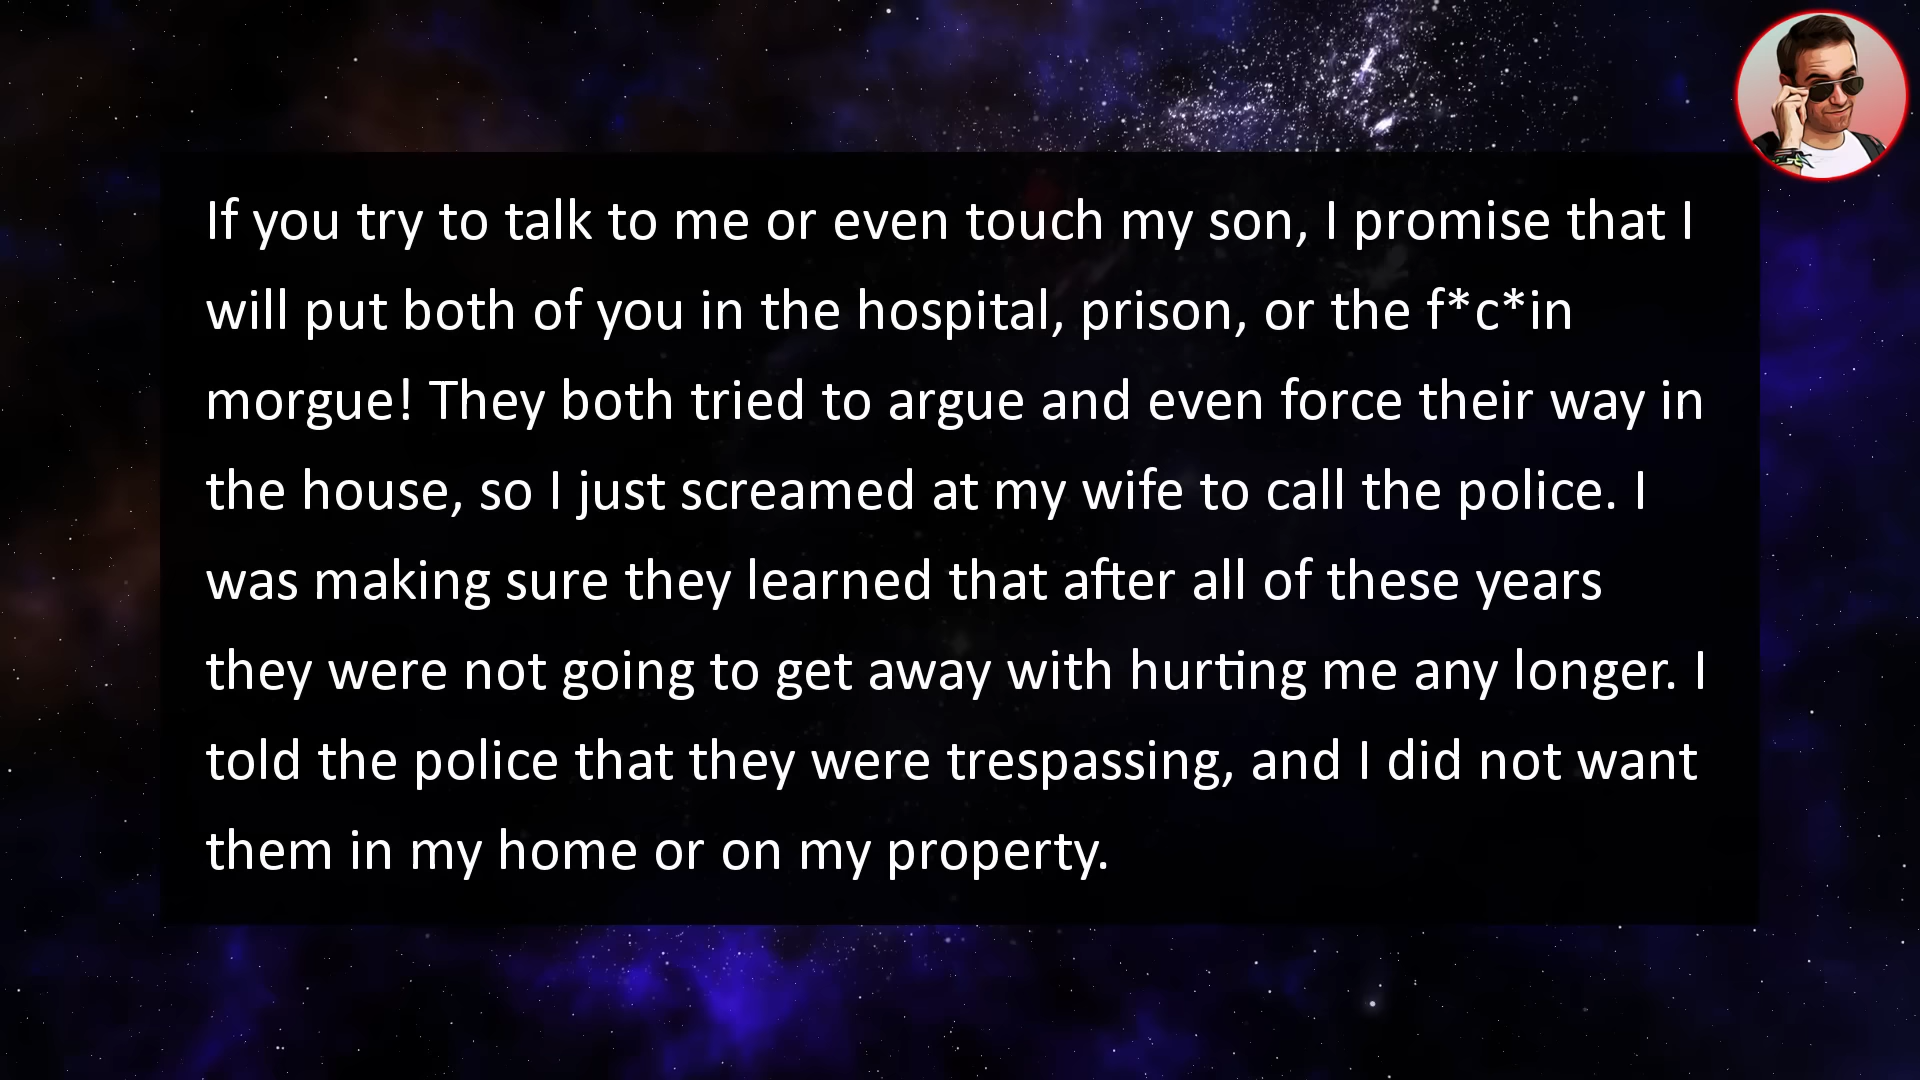 If you try to talk to me or even touch my son, I promise that I
will put both of you in the hospital, prison, or the f*c*in
morgue! They both tried to argue and even force their way in
the house, so I just screamed at my wife to call the police. I
was making sure they learned that after all of these years
they were not going to get away with hurting me any longer. I
told the police that they were trespassing, and I did not want
them in my home or on my property.